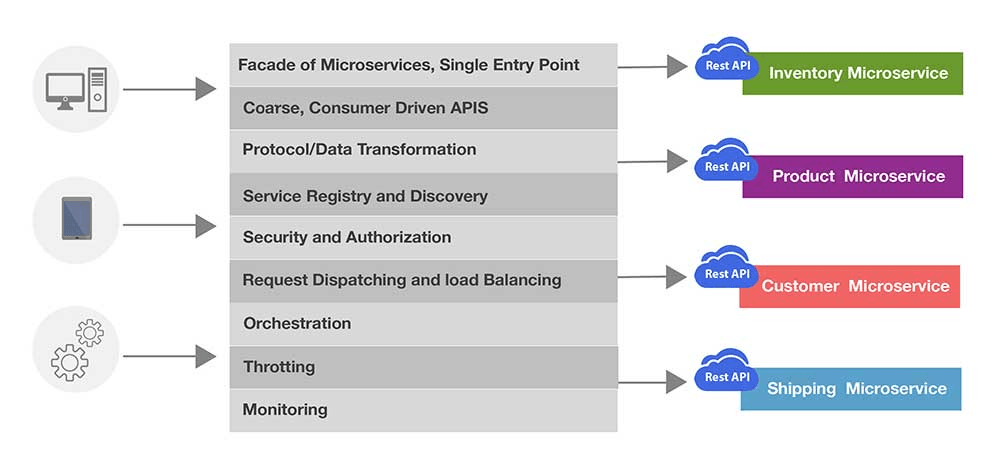 Facade of Microservices, Single Entry Point
Coarse, Consumer Driven APIS
Protocol/Data Transformation
Service Registry and Discovery
Security and Authorization
Request Dispatching and load Balancing
Orchestration
Throtting
Monitoring
Rest API
Inventory Microservice
Rest API
Product Microservice
Rest API
Customer Microservice
Rest API
Shipping Microservice